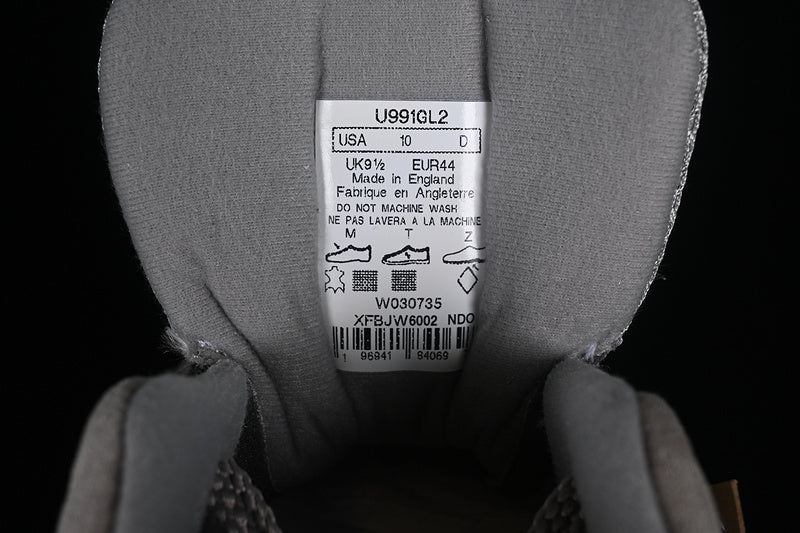 U991GL2
USA 10 D
UK9½ EUR44
Made in England
Fabrique en Angleterre
DO NOT MACHINE WASH
NE PAS LAVERA A LA MACHINE
M T Z
W030735
XFBJW6002 NDO
1 96941 94069